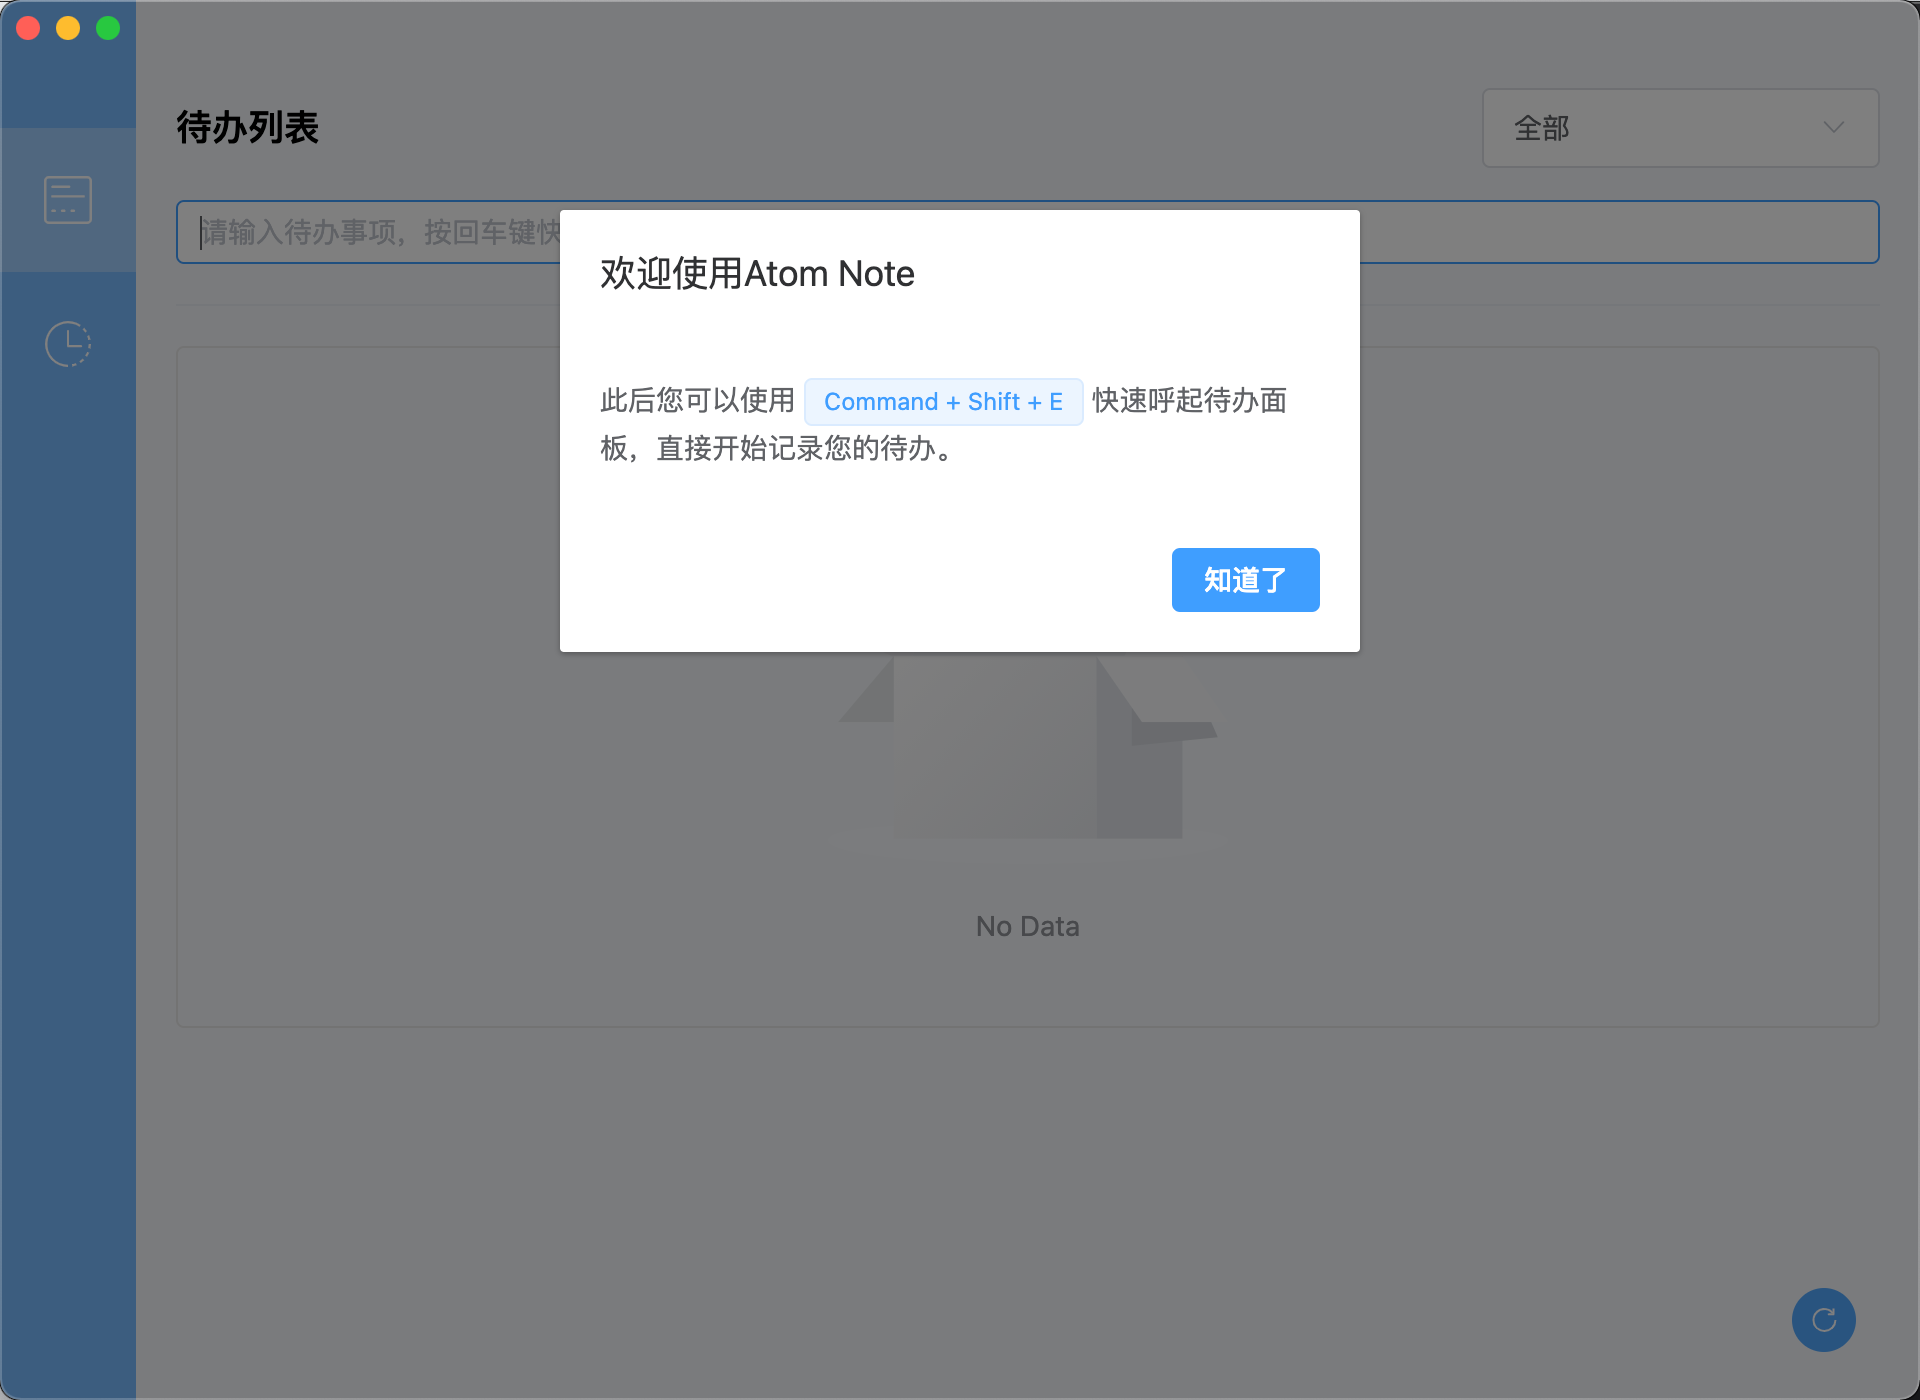 待办列表
全部
请输入待办事项，按回车键快
欢迎使用Atom Note
此后您可以使用 Command + Shift + E 快速呼起待办面
板，直接开始记录您的待办。
知道了
No Data